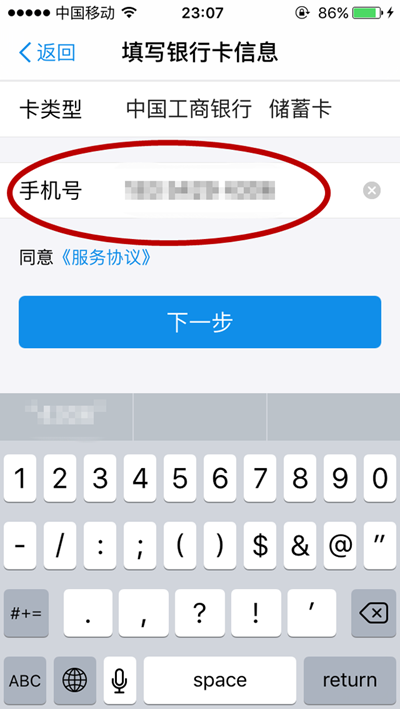 中国移动 23:07 86%
返回 填写银行卡信息
卡类型 中国工商银行 储蓄卡
手机号
同意《服务协议》
下一步
1 2 3 4 5 6 7 8 9 0
- / : ; ( ) $ & @ "
#+= . , ? ! ’
ABC space return